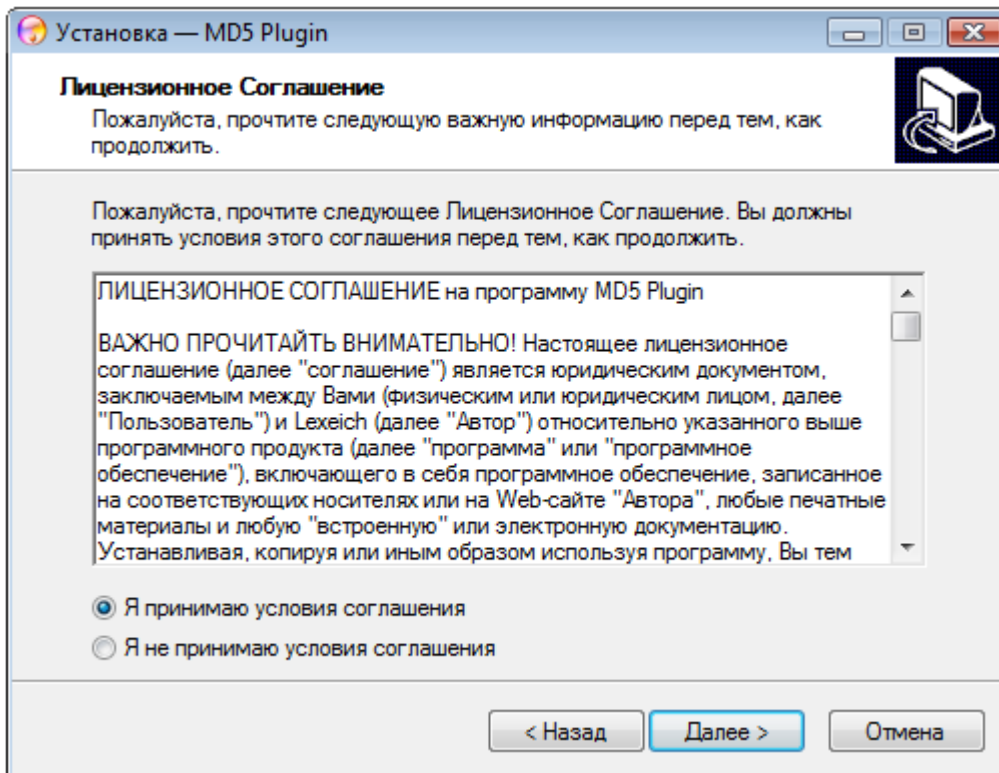 Установка — MD5 Plugin
Лицензионное Соглашение
Пожалуйста, прочтите следующую важную информацию перед тем, как
продолжить.
Пожалуйста, прочтите следующее Лицензионное Соглашение. Вы должны
принять условия этого соглашения перед тем, как продолжить.
ЛИЦЕНЗИОННОЕ СОГЛАШЕНИЕ на программу MD5 Plugin
ВАЖНО ПРОЧИТАЙТЬ ВНИМАТЕЛЬНО! Настоящее лицензионное
соглашение (далее "соглашение") является юридическим документом,
заключаемым между Вами (физическим или юридическим лицом, далее
"Пользователь") и Lexeich (далее "Автор") относительно указанного выше
программного продукта (далее "программа" или "программное
обеспечение"), включающего в себя программное обеспечение, записанное
на соответствующих носителях или на Web-сайте "Автора", любые печатные
материалы и любую "встроенную" или электронную документацию.
Устанавливая, копируя или иным образом используя программу, Вы тем
Я принимаю условия соглашения
Я не принимаю условия соглашения
< Назад
Далее >
Отмена